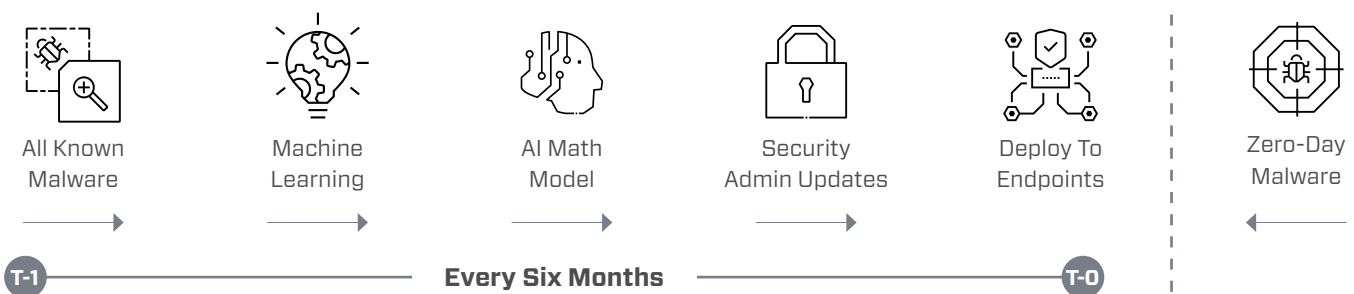 All Known
Malware
Machine
Learning
AI Math
Model
Security
Admin Updates
Deploy To
Endpoints
Zero-Day
Malware
T-1
Every Six Months
T-0